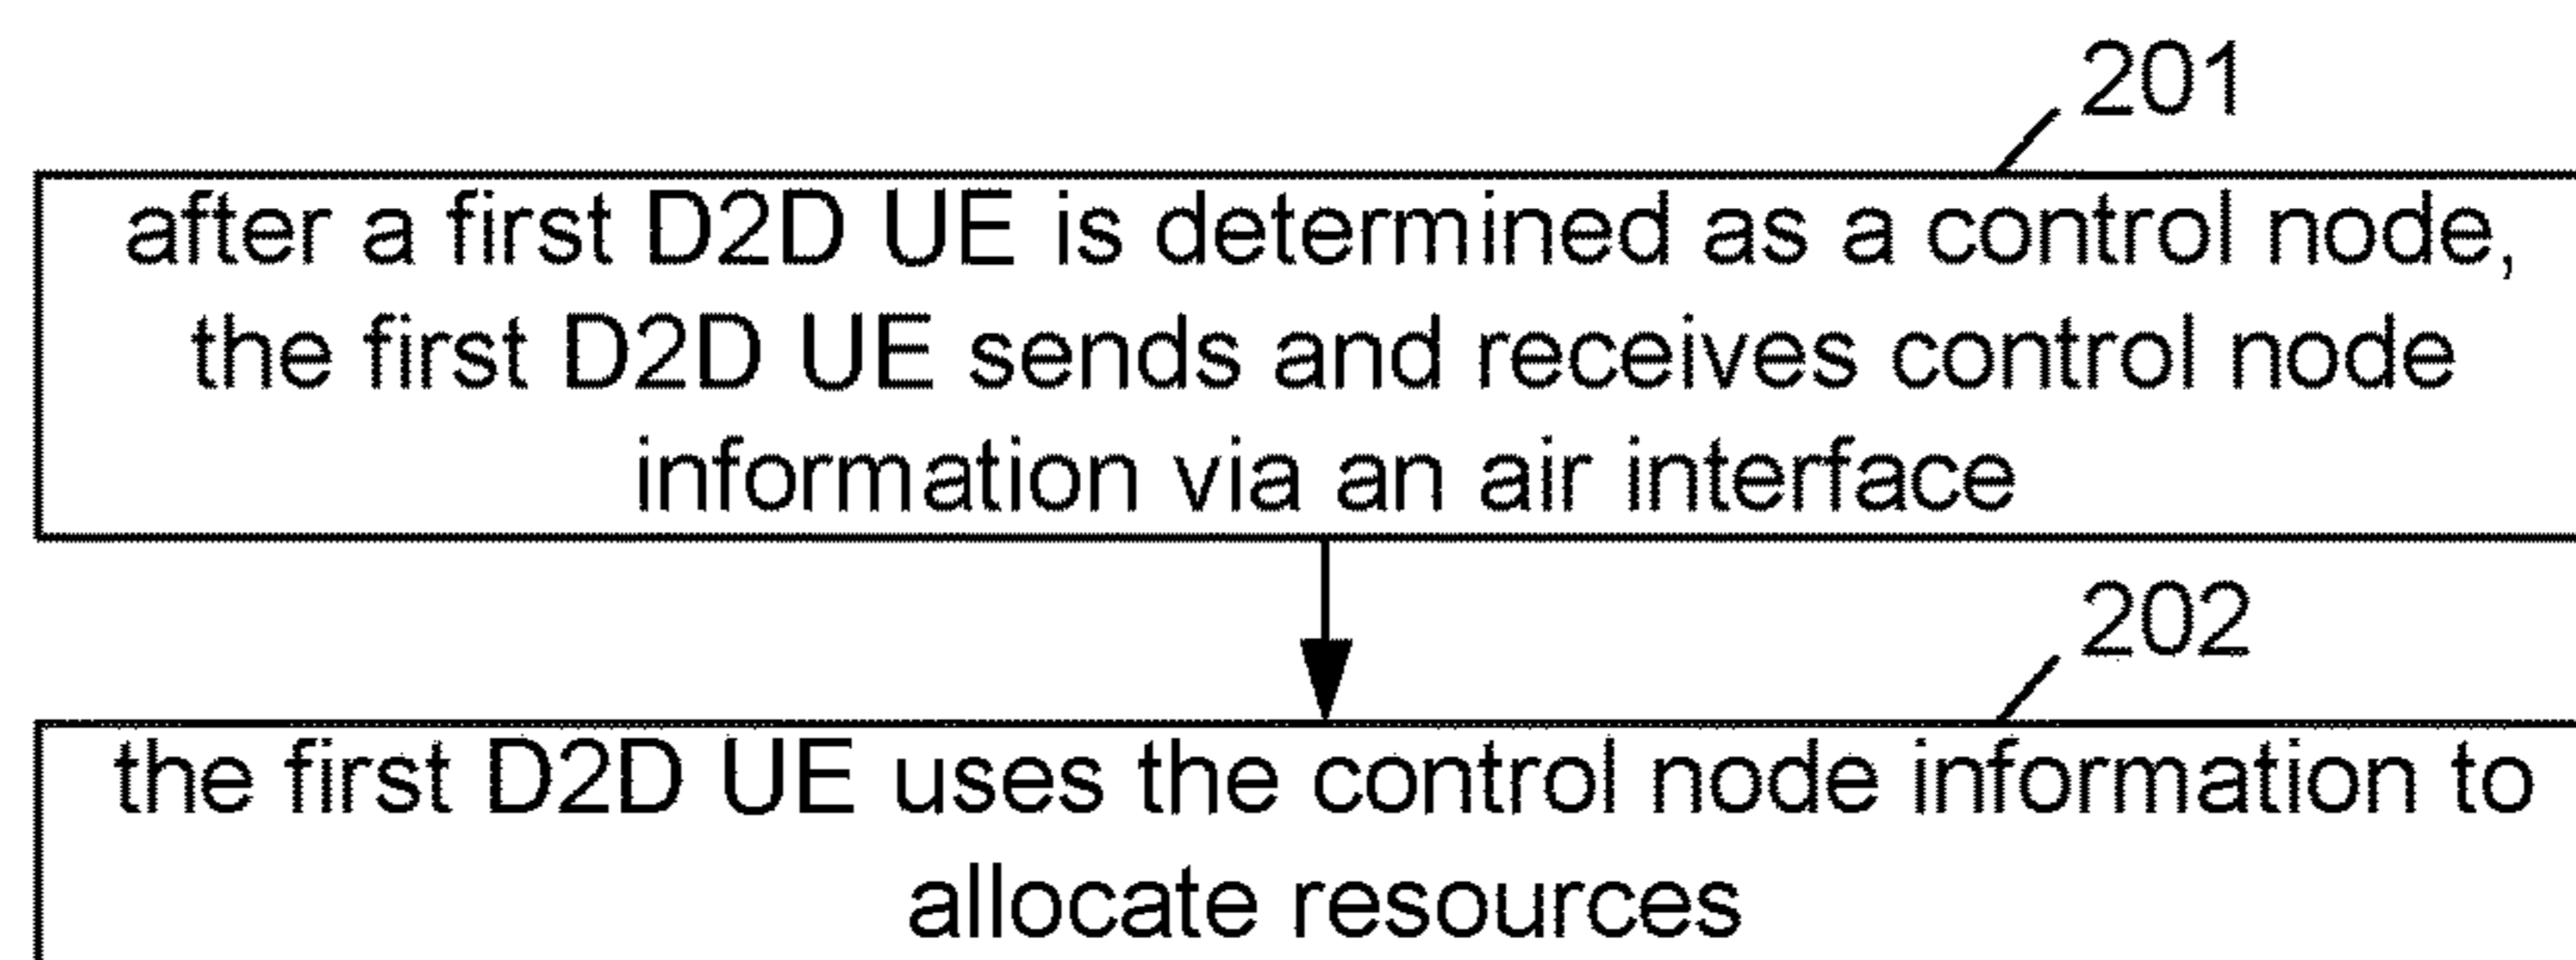 201
after a first D2D UE is determined as a control node,
the first D2D UE sends and receives control node
information via an air interface
202
the first D2D UE uses the control node information to
allocate resources